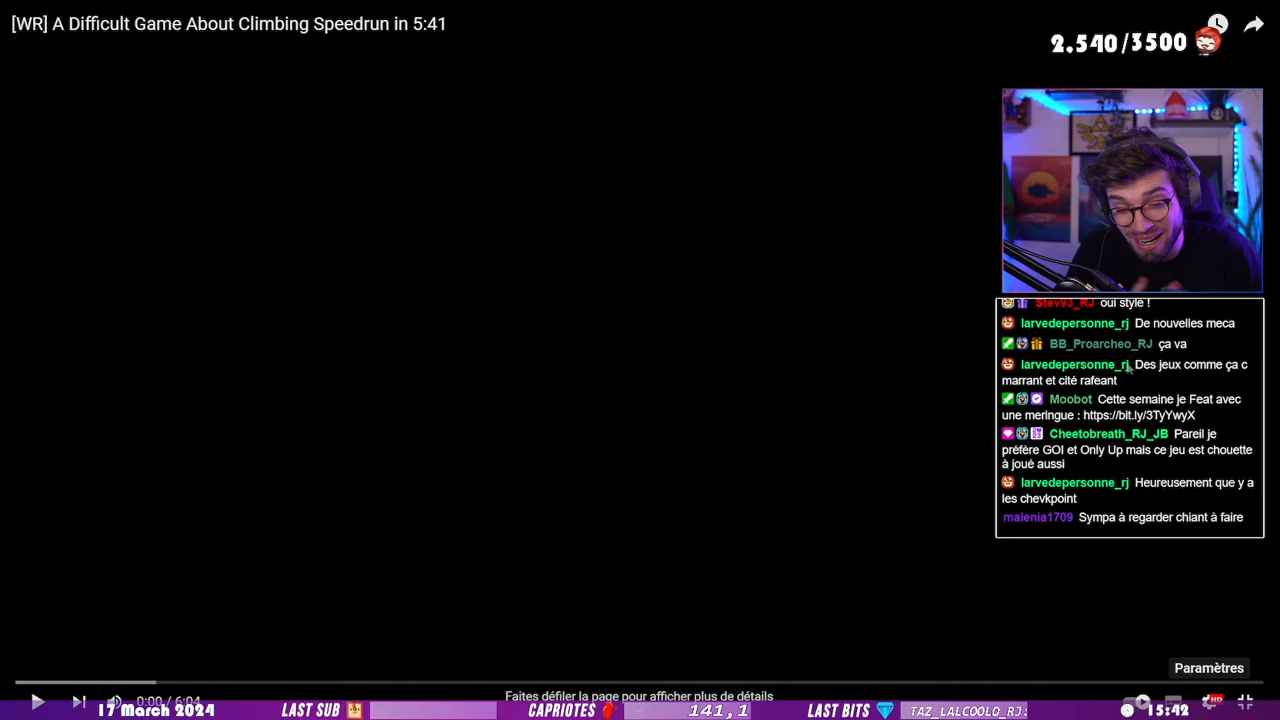 [WR] A Difficult Game About Climbing Speedrun in 5:41
2.540/3500
Stev93_RJ oui style !
larvedepersonne_rj De nouvelles meca
BB_Proarcheo_RJ ça va
larvedepersonne_rj Des jeux comme ça c
marrant et cité rafeant
Moobot Cette semaine je Feat avec
une meringue : https://bit.ly/3TyYwyX
Cheetobreath_RJ_JB Pareil je
préfère GOI et Only Up mais ce jeu est chouette
à joué aussi
larvedepersonne_rj Heureusement que y a
les chevkpoint
malenia1709 Sympa à regarder chiant à faire
Paramètres
Faites défiler la page pour afficher plus de détails
0:00 / 6:04
HD
17 March 2024 LAST SUB CAPRIOTES 141,1 LAST BITS TAZ_LALCOOLO_RJ: 15:42